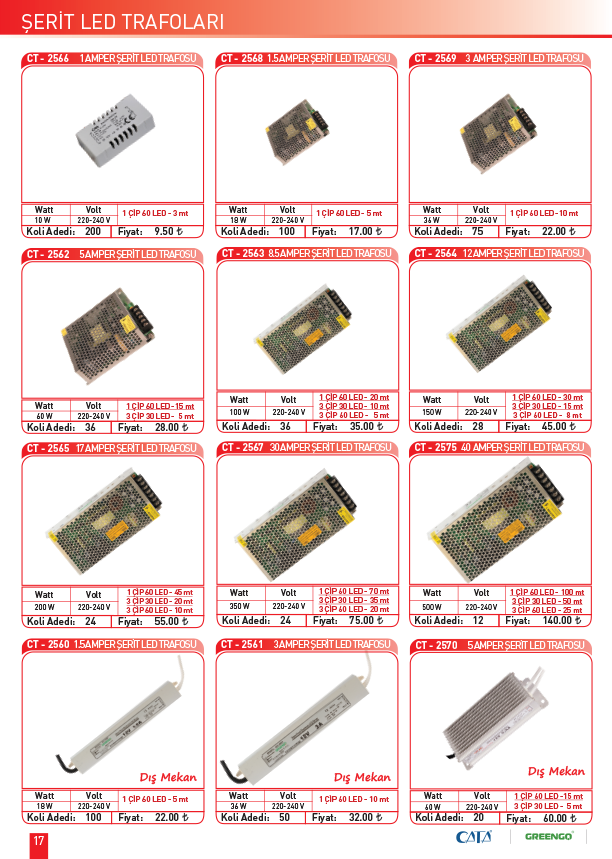 ŞERİT LED TRAFOLARI
CT - 2566 1 AMPER ŞERİT LED TRAFOSU
Watt Volt
10 W 220-240 V
1 ÇİP 60 LED - 3 mt
Koli Adedi: 200 Fiyat: 9.50 ₺
CT - 2568 1.5 AMPER ŞERİT LED TRAFOSU
Watt Volt
18 W 220-240 V
1 ÇİP 60 LED - 5 mt
Koli Adedi: 100 Fiyat: 17.00 ₺
CT - 2569 3 AMPER ŞERİT LED TRAFOSU
Watt Volt
36 W 220-240 V
1 ÇİP 60 LED - 10 mt
Koli Adedi: 75 Fiyat: 22.00 ₺
CT - 2562 5 AMPER ŞERİT LED TRAFOSU
Watt Volt
60 W 220-240 V
1 ÇİP 60 LED - 15 mt
3 ÇİP 30 LED - 5 mt
Koli Adedi: 36 Fiyat: 28.00 ₺
CT - 2563 8.5 AMPER ŞERİT LED TRAFOSU
Watt Volt
100 W 220-240 V
1 ÇİP 60 LED - 20 mt
3 ÇİP 30 LED - 10 mt
3 ÇİP 60 LED - 5 mt
Koli Adedi: 36 Fiyat: 35.00 ₺
CT - 2564 12 AMPER ŞERİT LED TRAFOSU
Watt Volt
150 W 220-240 V
1 ÇİP 60 LED - 30 mt
3 ÇİP 30 LED - 15 mt
3 ÇİP 60 LED - 8 mt
Koli Adedi: 28 Fiyat: 45.00 ₺
CT - 2565 17 AMPER ŞERİT LED TRAFOSU
Watt Volt
200 W 220-240 V
1 ÇİP 60 LED - 45 mt
3 ÇİP 30 LED - 20 mt
3 ÇİP 60 LED - 10 mt
Koli Adedi: 24 Fiyat: 55.00 ₺
CT - 2567 30 AMPER ŞERİT LED TRAFOSU
Watt Volt
350 W 220-240 V
1 ÇİP 60 LED - 70 mt
3 ÇİP 30 LED - 35 mt
3 ÇİP 60 LED - 20 mt
Koli Adedi: 24 Fiyat: 75.00 ₺
CT - 2575 40 AMPER ŞERİT LED TRAFOSU
Watt Volt
500 W 220-240 V
1 ÇİP 60 LED - 100 mt
3 ÇİP 30 LED - 50 mt
3 ÇİP 60 LED - 25 mt
Koli Adedi: 12 Fiyat: 140.00 ₺
CT - 2560 1.5 AMPER ŞERİT LED TRAFOSU
Dış Mekan
Watt Volt
18 W 220-240 V
1 ÇİP 60 LED - 5 mt
Koli Adedi: 100 Fiyat: 22.00 ₺
CT - 2561 3 AMPER ŞERİT LED TRAFOSU
12V 3A
Dış Mekan
Watt Volt
36 W 220-240 V
1 ÇİP 60 LED - 10 mt
Koli Adedi: 50 Fiyat: 32.00 ₺
CT - 2570 5 AMPER ŞERİT LED TRAFOSU
Dış Mekan
Watt Volt
60 W 220-240 V
1 ÇİP 60 LED -15 mt
3 ÇİP 30 LED - 5 mt
Koli Adedi: 20 Fiyat: 60.00 ₺
17
CATA
GREENGO